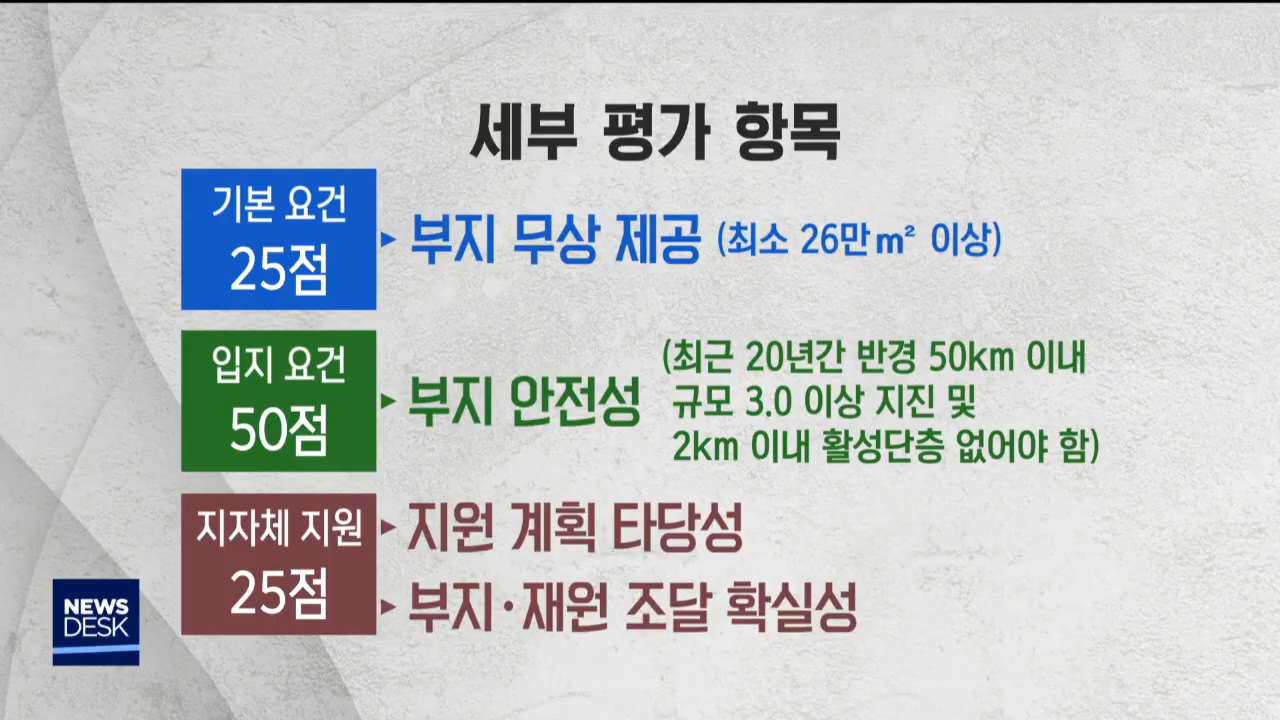 세부 평가 항목
기본 요건
25점
부지 무상 제공 (최소 26만㎡ 이상)
입지 요건
50점
부지 안전성
(최근 20년간 반경 50km 이내
규모 3.0 이상 지진 및
2km 이내 활성단층 없어야 함)
지자체 지원
25점
지원 계획 타당성
부지·재원 조달 확실성
NEWS
DESK